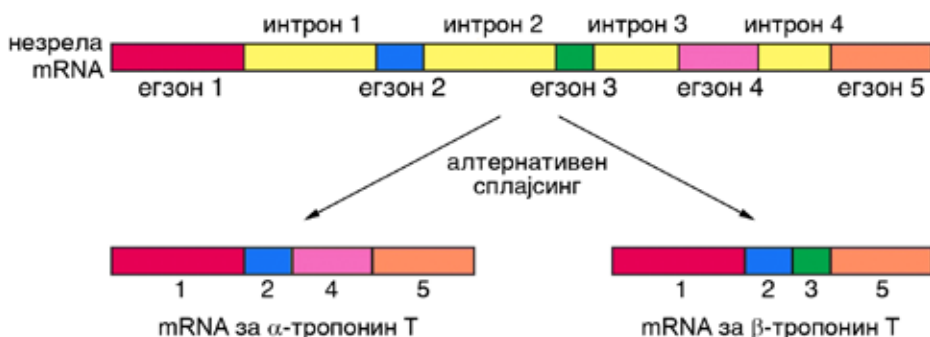 интрон 1 интрон 2 интрон 3 интрон 4
незрела
mRNA
егзон 1 егзон 2 егзон 3 егзон 4 егзон 5
алтернативен
сплајсинг
1 2 4 5
mRNA за α-тропонин Т
1 2 3 5
mRNA за β-тропонин Т